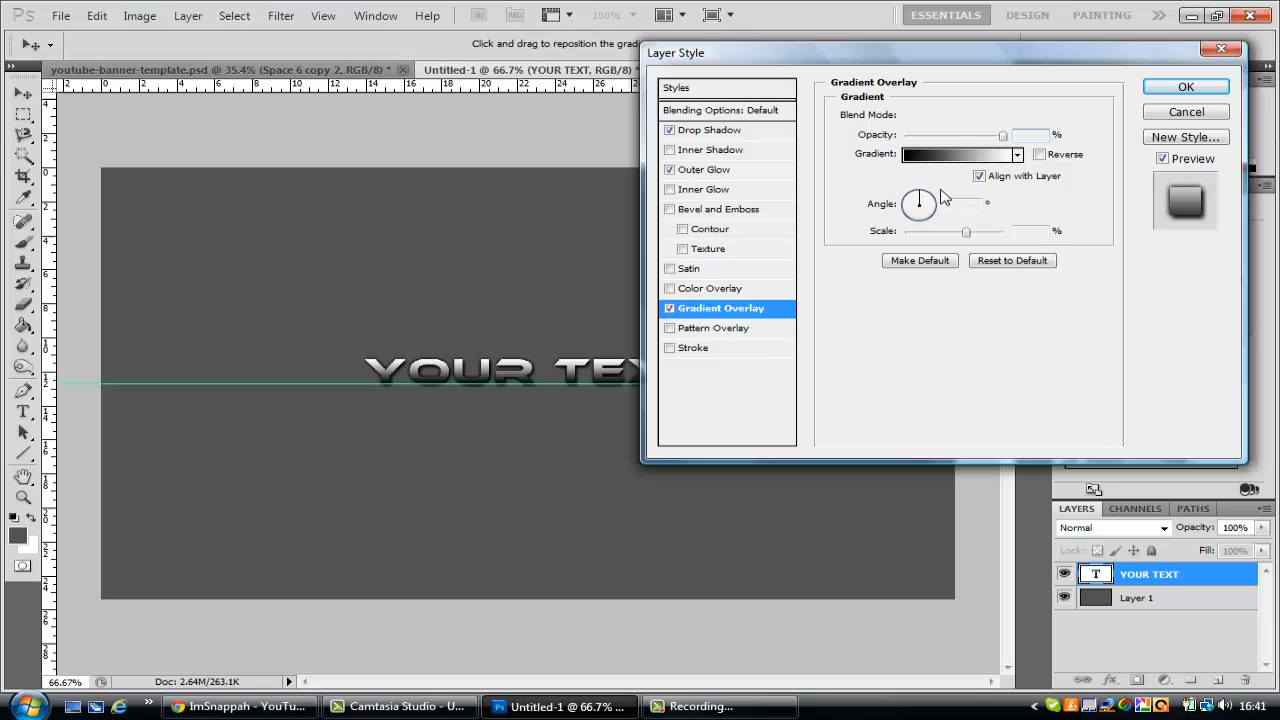 Ps File Edit Image Layer Select Filter View Window Help Br Mb 100% ESSENTIALS DESIGN PAINTING
Click and drag to reposition the grad
youtube-banner-template.psd @ 35.4% (Space 6 copy 2, RGB/8) *
Untitled-1 @ 66.7% (YOUR TEXT, RGB/8) *
Layer Style
Styles
Blending Options: Default
Drop Shadow
Inner Shadow
Outer Glow
Inner Glow
Bevel and Emboss
Contour
Texture
Satin
Color Overlay
Gradient Overlay
Pattern Overlay
Stroke
Gradient Overlay
Gradient
Blend Mode:
Opacity: %
Gradient: Reverse
Align with Layer
Angle: °
Scale: %
Make Default Reset to Default
OK
Cancel
New Style...
Preview
YOUR TEX
LAYERS CHANNELS PATHS
Normal Opacity: 100%
Lock: Fill: 100%
T YOUR TEXT
Layer 1
66.67% Doc: 2.64M/263.1K
ImSnappah - YouTu... Camtasia Studio - U... Untitled-1 @ 66.7% ... Recording... 16:41